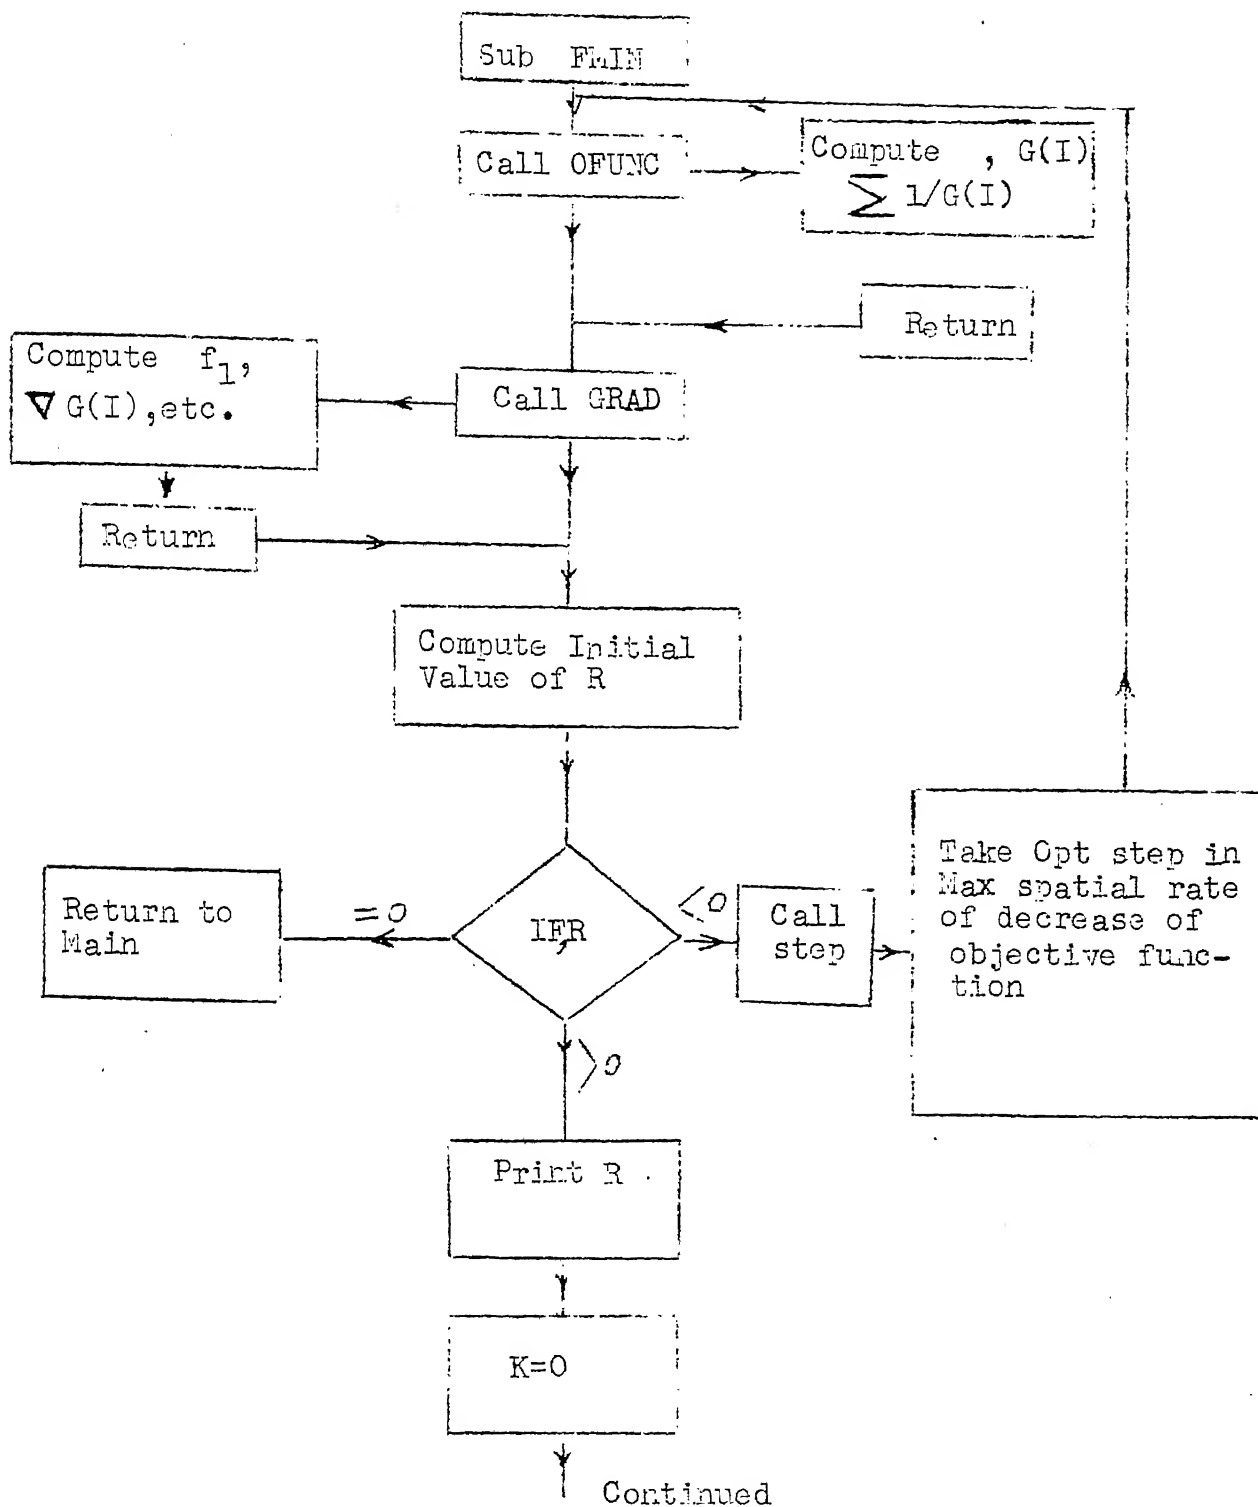 Sub FMIN
Call OFUNC
Compute , G(I)
∑ 1/G(I)
Return
Compute f1,
∇ G(I),etc.
Call GRAD
Return
Compute Initial
Value of R
Return to
Main
=0
IF,R
<0
Call
step
Take Opt step in
Max spatial rate
of decrease of
objective func-
tion
>0
Print R
K=0
Continued